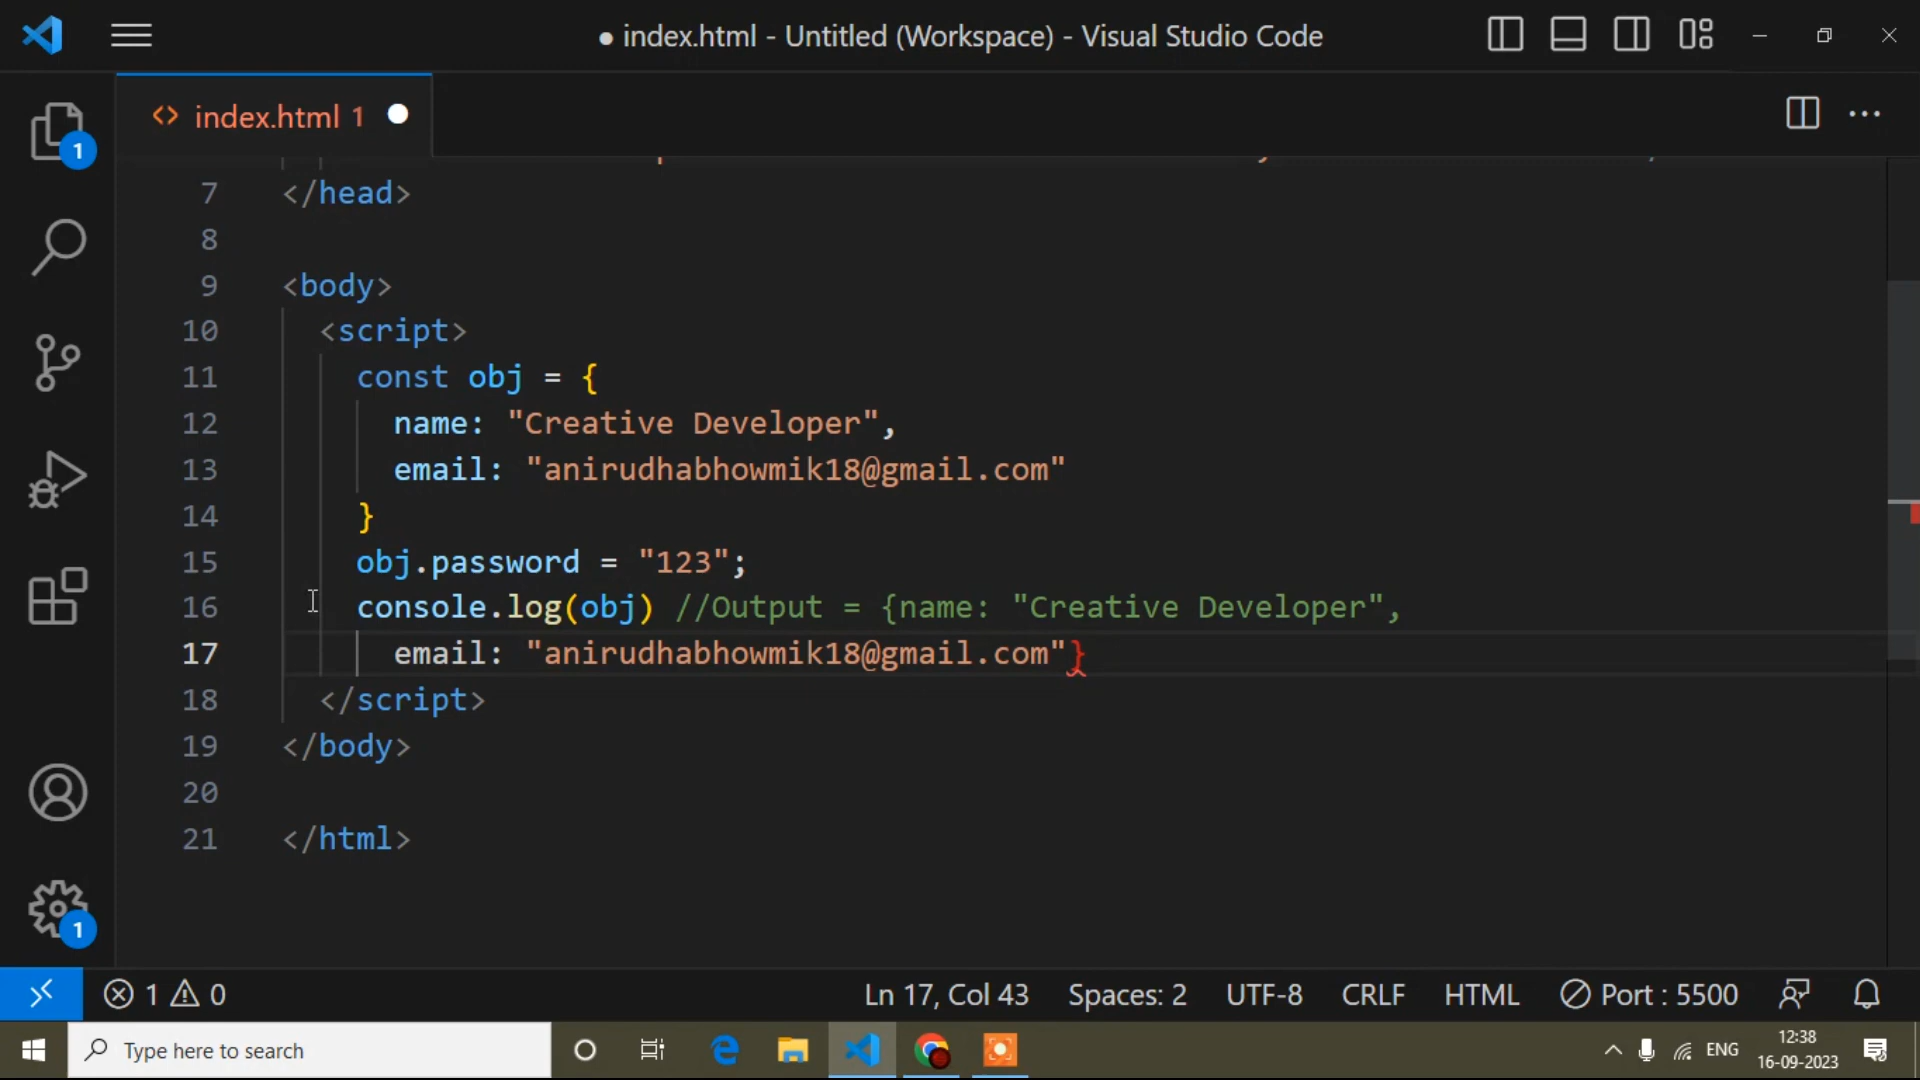 ● index.html - Untitled (Workspace) - Visual Studio Code
<> index.html 1 ●
1
7 </head>
8
9 <body>
10 <script>
11 const obj = {
12 name: "Creative Developer",
13 email: "anirudhabhowmik18@gmail.com"
14 }
15 obj.password = "123";
16 console.log(obj) //Output = {name: "Creative Developer",
17 email: "anirudhabhowmik18@gmail.com"}
18 </script>
19 </body>
20
21 </html>
1
1 0 Ln 17, Col 43 Spaces: 2 UTF-8 CRLF HTML Port : 5500
Type here to search
ENG
12:38
16-09-2023